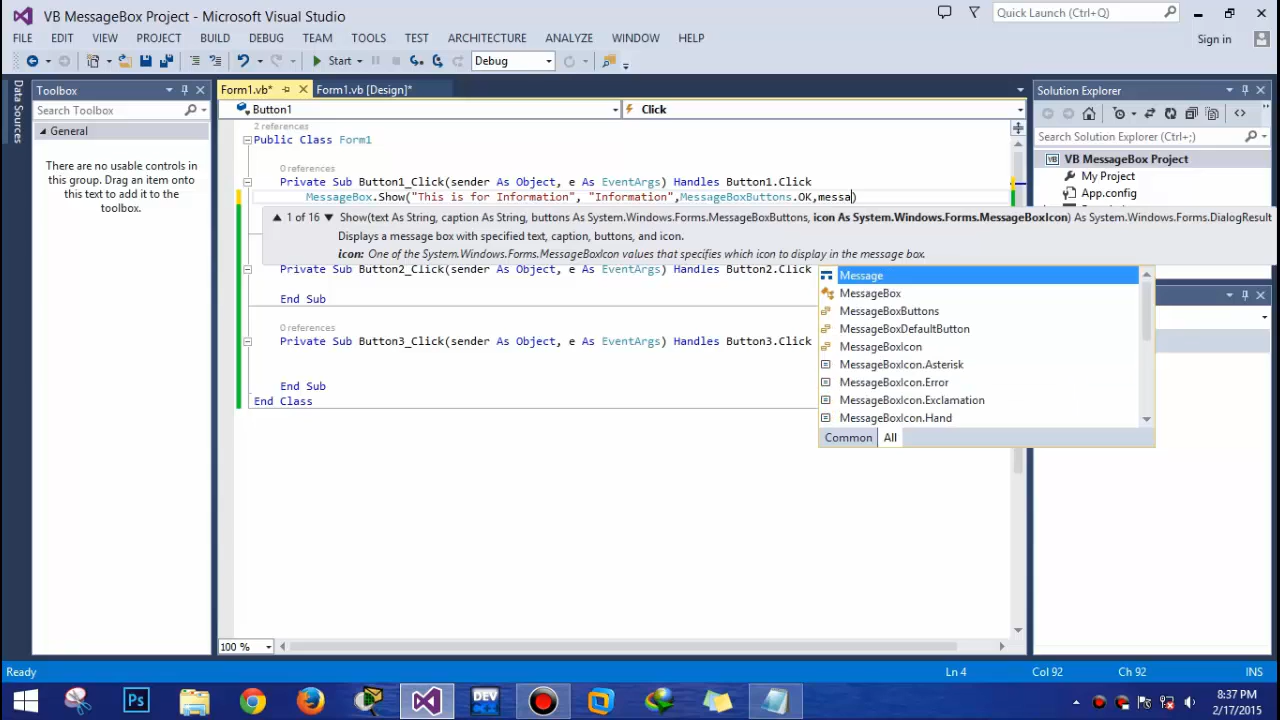 VB MessageBox Project - Microsoft Visual Studio
Quick Launch (Ctrl+Q)
FILE EDIT VIEW PROJECT BUILD DEBUG TEAM TOOLS TEST ARCHITECTURE ANALYZE WINDOW HELP
Sign in
Start Debug
Data Sources
Toolbox
Search Toolbox
General
There are no usable controls in
this group. Drag an item onto
this text to add it to the
toolbox.
Form1.vb* Form1.vb [Design]*
Button1 Click
2 references
Public Class Form1
0 references
Private Sub Button1_Click(sender As Object, e As EventArgs) Handles Button1.Click
MessageBox.Show("This is for Information", "Information",MessageBoxButtons.OK,messa)
1 of 16 Show(text As String, caption As String, buttons As System.Windows.Forms.MessageBoxButtons, icon As System.Windows.Forms.MessageBoxIcon) As System.Windows.Forms.DialogResult
Displays a message box with specified text, caption, buttons, and icon.
icon: One of the System.Windows.Forms.MessageBoxIcon values that specifies which icon to display in the message box.
Private Sub Button2_Click(sender As Object, e As EventArgs) Handles Button2.Click
End Sub
0 references
Private Sub Button3_Click(sender As Object, e As EventArgs) Handles Button3.Click
End Sub
End Class
Message
MessageBox
MessageBoxButtons
MessageBoxDefaultButton
MessageBoxIcon
MessageBoxIcon.Asterisk
MessageBoxIcon.Error
MessageBoxIcon.Exclamation
MessageBoxIcon.Hand
Common All
Solution Explorer
Search Solution Explorer (Ctrl+;)
VB MessageBox Project
My Project
App.config
100 %
Ready Ln 4 Col 92 Ch 92 INS
Ps
DEV
8:37 PM
2/17/2015